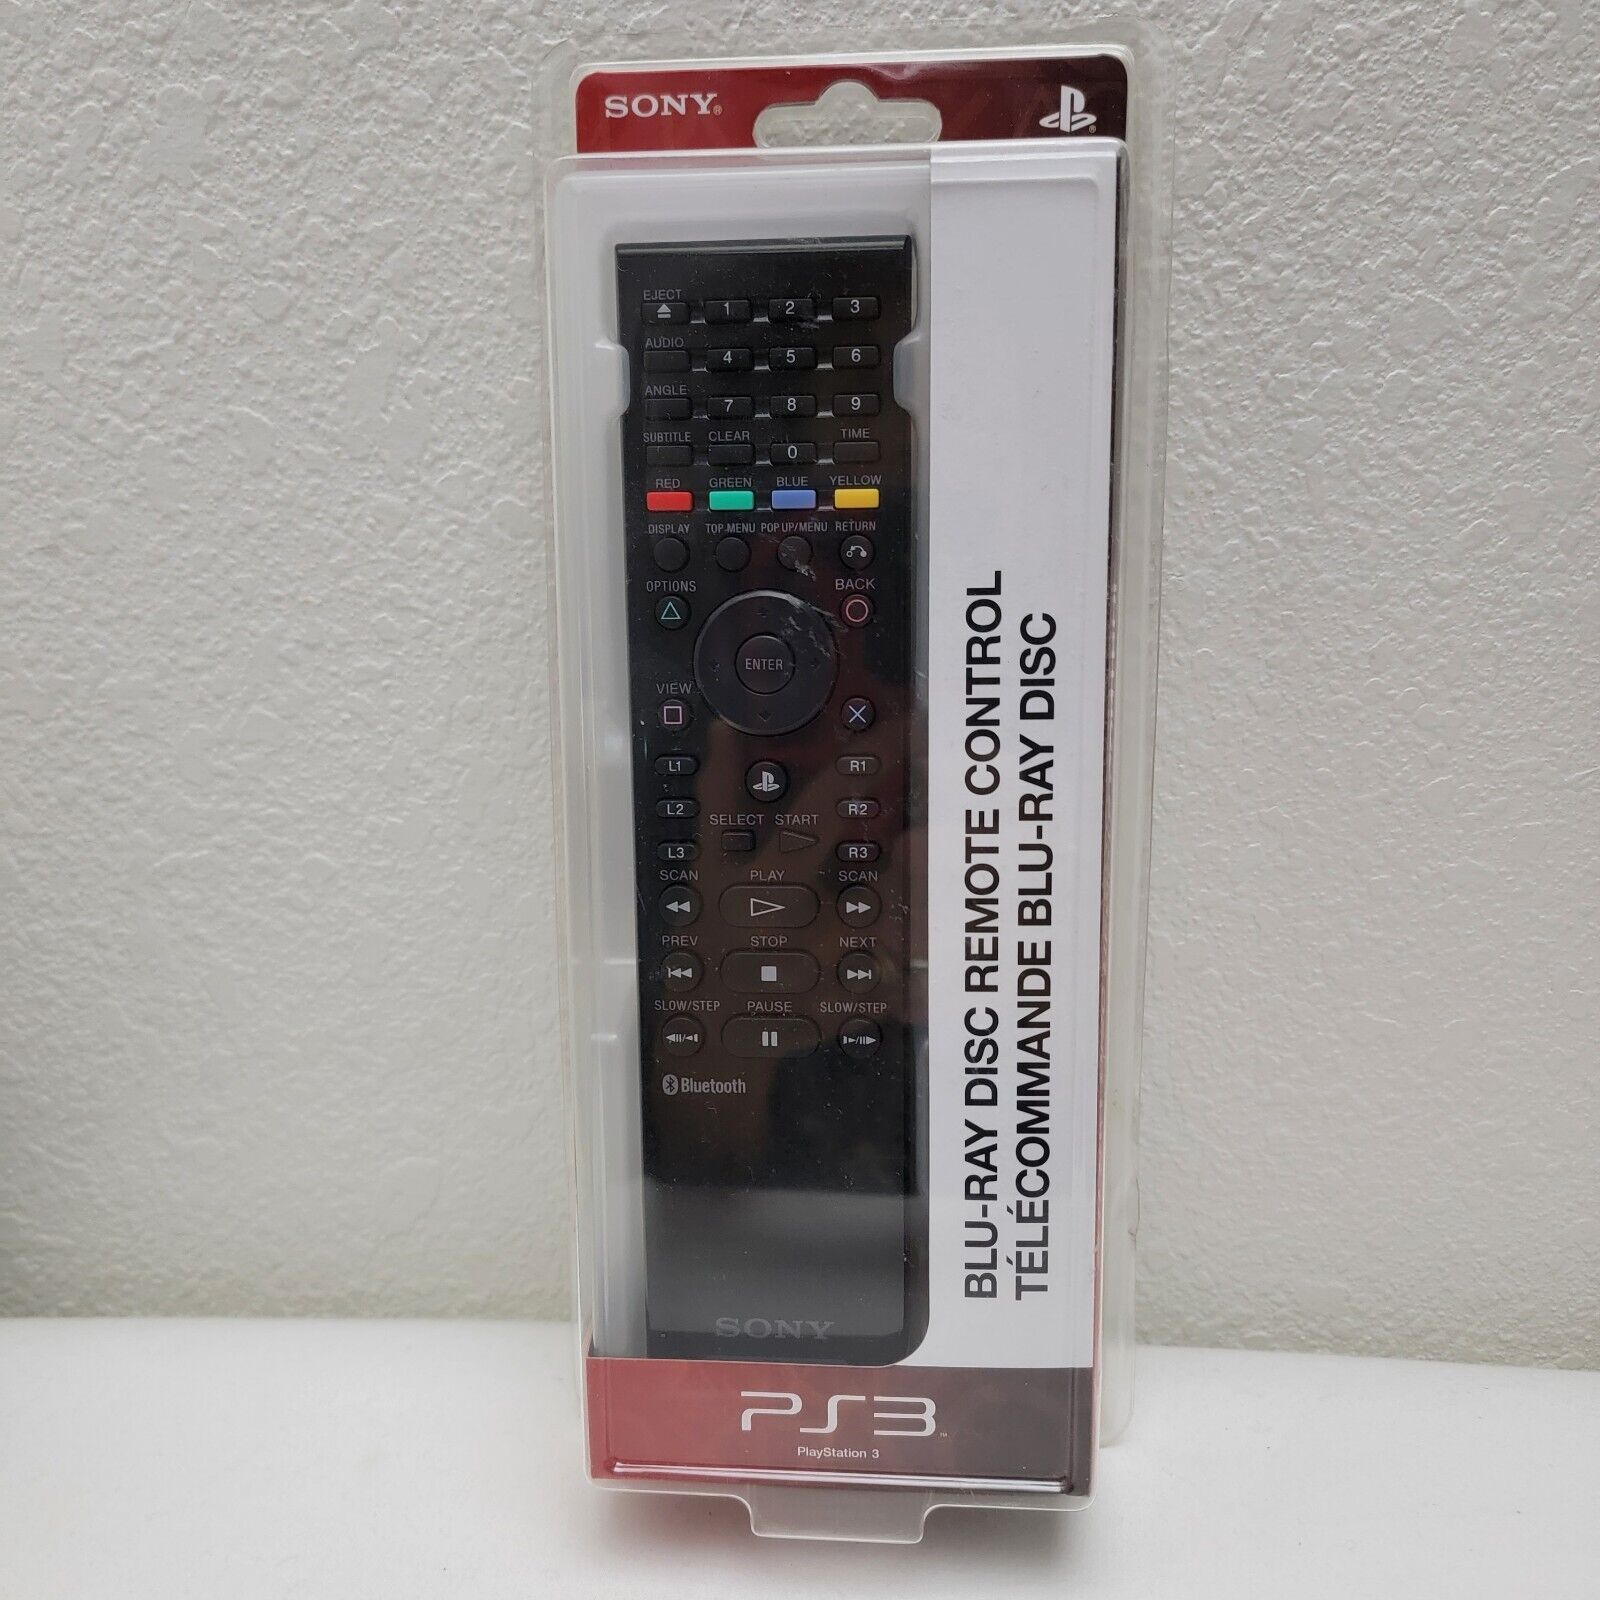 SONY®
EJECT
1 2 3
AUDIO
4 5 6
ANGLE
7 8 9
SUBTITLE CLEAR TIME
0
RED GREEN BLUE YELLOW
DISPLAY TOP MENU POP UP/MENU RETURN
OPTIONS BACK
ENTER
VIEW
L1 R1
L2 R2
SELECT START
L3 R3
SCAN PLAY SCAN
PREV STOP NEXT
SLOW/STEP PAUSE SLOW/STEP
Bluetooth
SONY
BLU-RAY DISC REMOTE CONTROL
TÉLÉCOMMANDE BLU-RAY DISC
PS3™
PlayStation 3